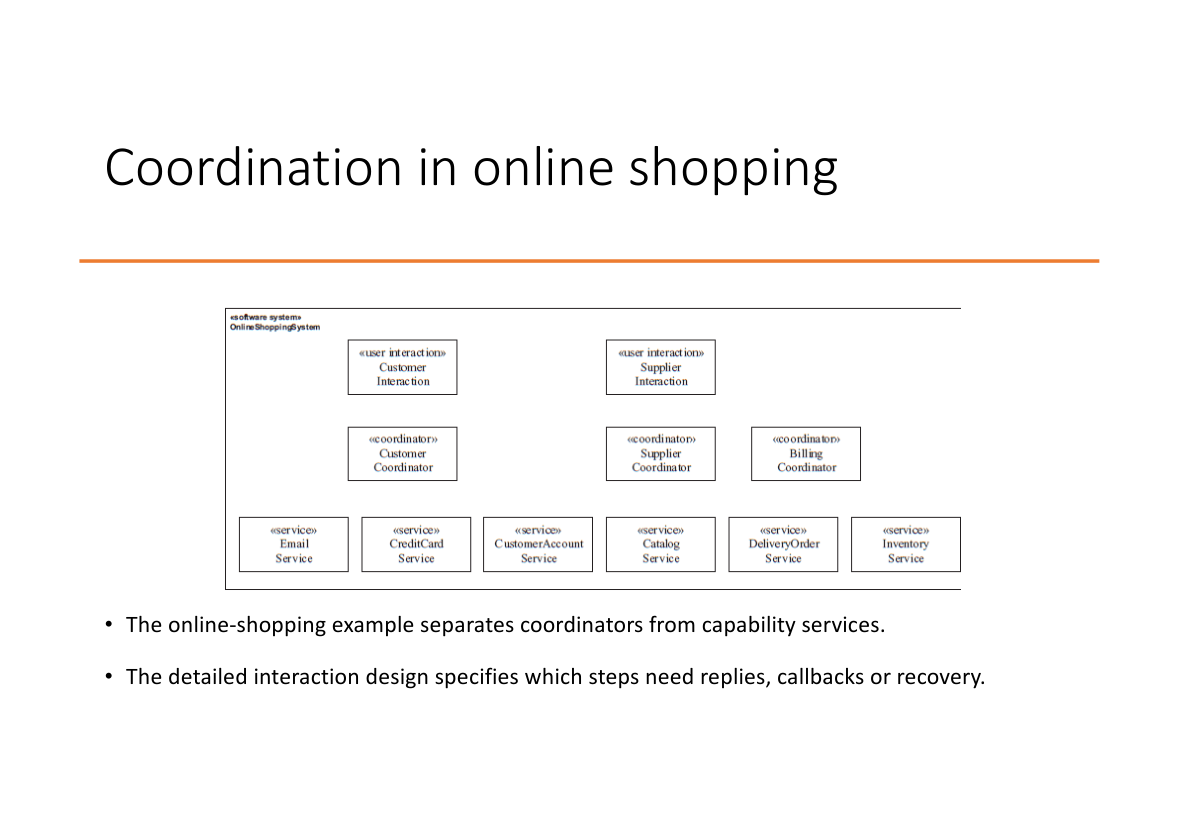 Coordination in online shopping
«software system»
OnlineShoppingSystem
«user interaction»
Customer
Interaction
«user interaction»
Supplier
Interaction
«coordinator»
Customer
Coordinator
«coordinator»
Supplier
Coordinator
«coordinator»
Billing
Coordinator
«service»
Email
Service
«service»
CreditCard
Service
«service»
CustomerAccount
Service
«service»
Catalog
Service
«service»
DeliveryOrder
Service
«service»
Inventory
Service
• The online-shopping example separates coordinators from capability services.
• The detailed interaction design specifies which steps need replies, callbacks or recovery.